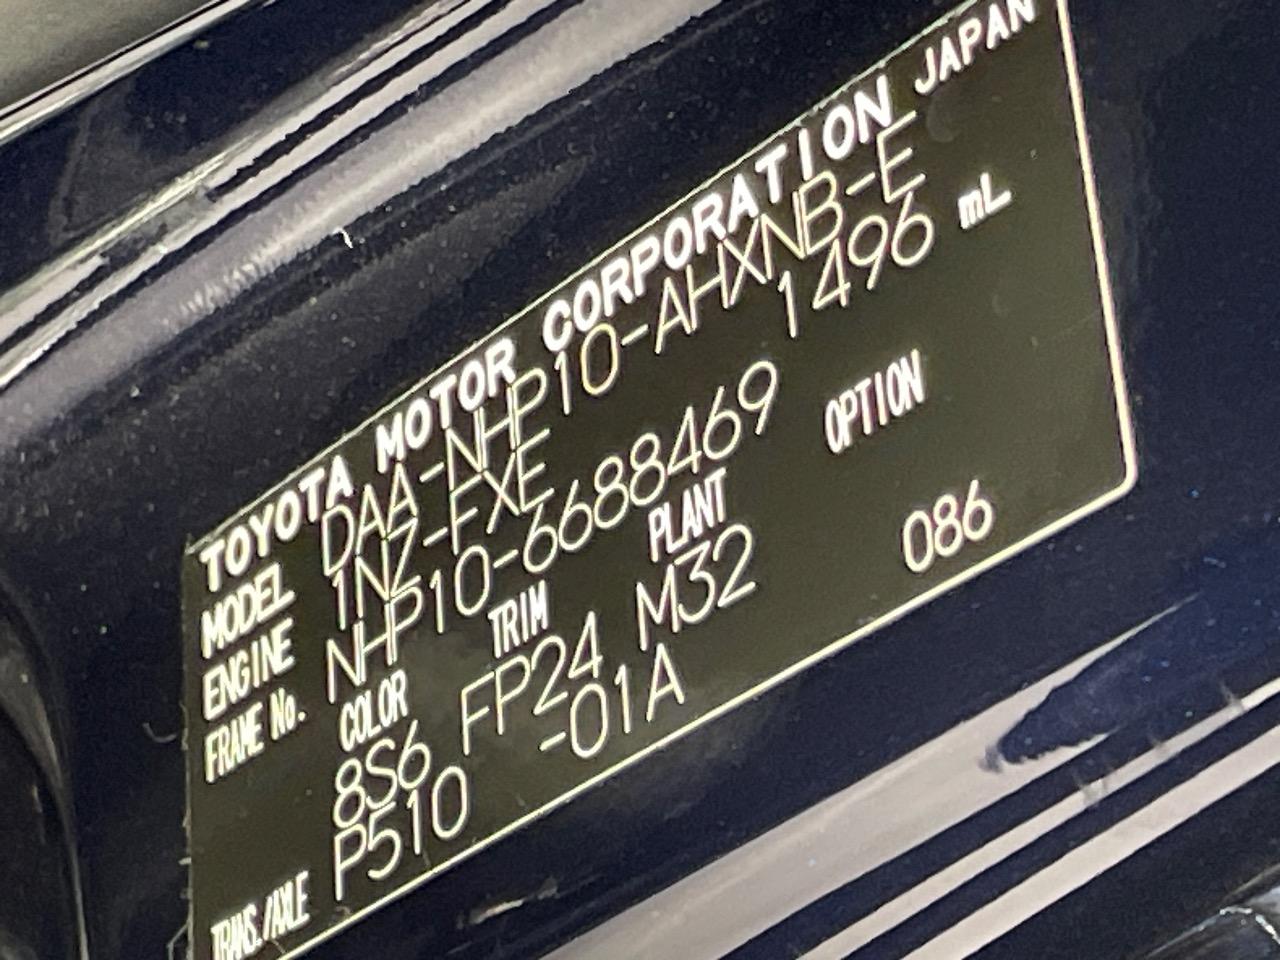 TOYOTA MOTOR CORPORATION JAPAN
MODEL DAA-NHP10-AHXNB-E
ENGINE 1NZ-FXE 1496 mL
FRAME No. NHP10-6688469
COLOR TRIM PLANT OPTION
8S6 FP24 M32 086
TRANS./AXLE P510 -01A